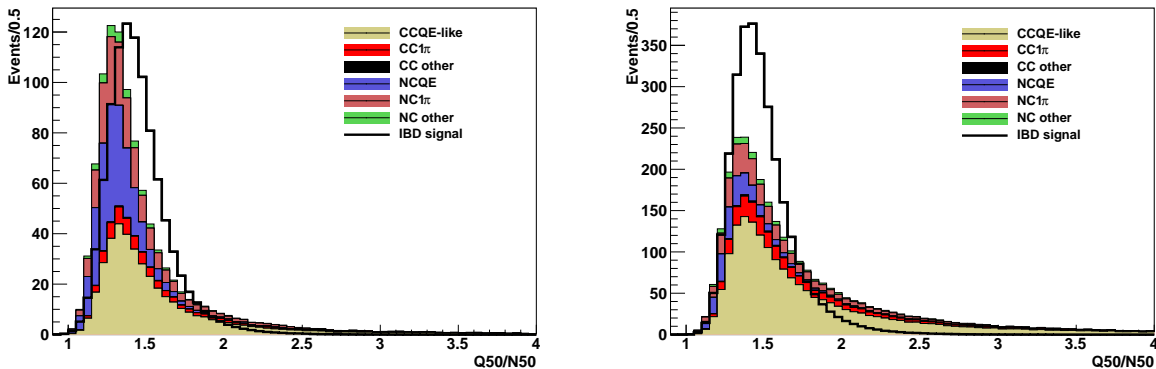 Events/0.5
120
100
80
60
40
20
0
CCQE-like
CC1π
CC other
NCQE
NC1π
NC other
IBD signal
1 1.5 2 2.5 3 3.5 4
Q50/N50
Events/0.5
350
300
250
200
150
100
50
0
CCQE-like
CC1π
CC other
NCQE
NC1π
NC other
IBD signal
1 1.5 2 2.5 3 3.5 4
Q50/N50